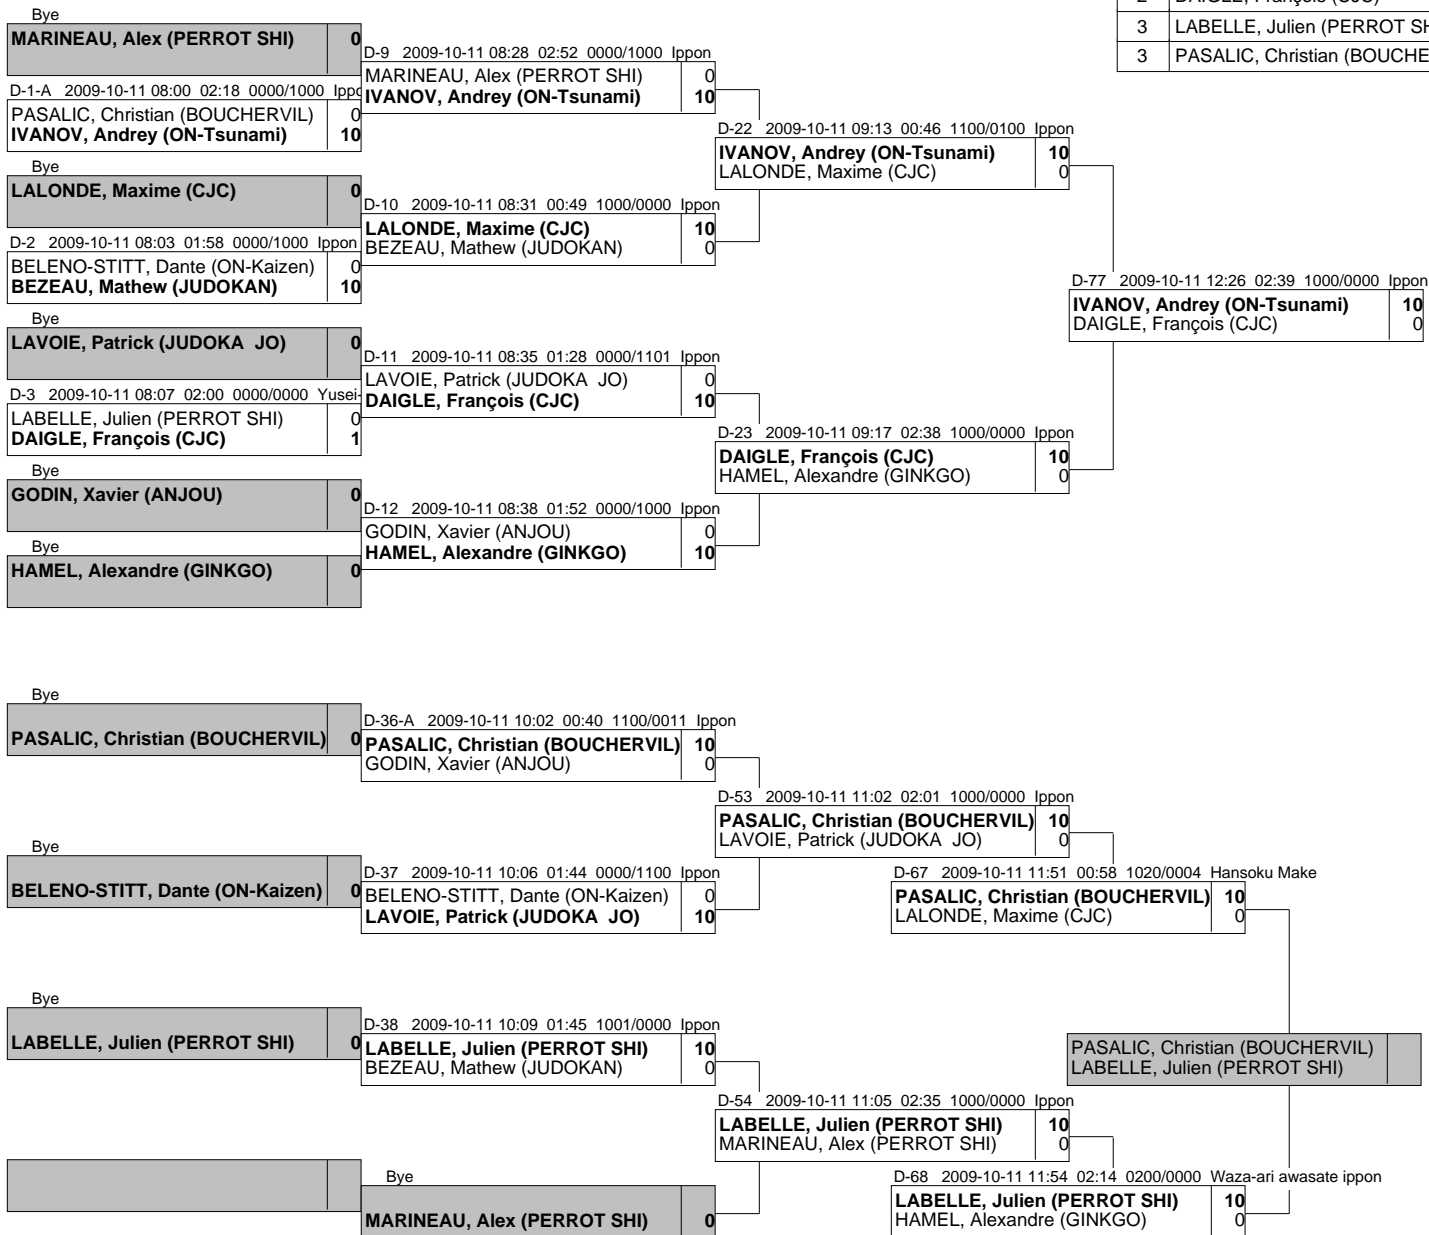 2 DAIGLE, François (CJC)
3 LABELLE, Julien (PERROT SH
3 PASALIC, Christian (BOUCHE
Bye
MARINEAU, Alex (PERROT SHI) 0
D-1-A 2009-10-11 08:00 02:18 0000/1000 Ippo
PASALIC, Christian (BOUCHERVIL) 0
IVANOV, Andrey (ON-Tsunami) 10
Bye
LALONDE, Maxime (CJC) 0
D-2 2009-10-11 08:03 01:58 0000/1000 Ippon
BELENO-STITT, Dante (ON-Kaizen) 0
BEZEAU, Mathew (JUDOKAN) 10
Bye
LAVOIE, Patrick (JUDOKA JO) 0
D-3 2009-10-11 08:07 02:00 0000/0000 Yusei-
LABELLE, Julien (PERROT SHI) 0
DAIGLE, François (CJC) 1
Bye
GODIN, Xavier (ANJOU) 0
Bye
HAMEL, Alexandre (GINKGO) 0
D-9 2009-10-11 08:28 02:52 0000/1000 Ippon
MARINEAU, Alex (PERROT SHI) 0
IVANOV, Andrey (ON-Tsunami) 10
D-10 2009-10-11 08:31 00:49 1000/0000 Ippon
LALONDE, Maxime (CJC) 10
BEZEAU, Mathew (JUDOKAN) 0
D-11 2009-10-11 08:35 01:28 0000/1101 Ippon
LAVOIE, Patrick (JUDOKA JO) 0
DAIGLE, François (CJC) 10
D-12 2009-10-11 08:38 01:52 0000/1000 Ippon
GODIN, Xavier (ANJOU) 0
HAMEL, Alexandre (GINKGO) 10
D-22 2009-10-11 09:13 00:46 1100/0100 Ippon
IVANOV, Andrey (ON-Tsunami) 10
LALONDE, Maxime (CJC) 0
D-23 2009-10-11 09:17 02:38 1000/0000 Ippon
DAIGLE, François (CJC) 10
HAMEL, Alexandre (GINKGO) 0
D-77 2009-10-11 12:26 02:39 1000/0000 Ippon
IVANOV, Andrey (ON-Tsunami) 10
DAIGLE, François (CJC) 0
Bye
PASALIC, Christian (BOUCHERVIL) 0
Bye
BELENO-STITT, Dante (ON-Kaizen) 0
Bye
LABELLE, Julien (PERROT SHI) 0
D-36-A 2009-10-11 10:02 00:40 1100/0011 Ippon
PASALIC, Christian (BOUCHERVIL) 10
GODIN, Xavier (ANJOU) 0
D-37 2009-10-11 10:06 01:44 0000/1100 Ippon
BELENO-STITT, Dante (ON-Kaizen) 0
LAVOIE, Patrick (JUDOKA JO) 10
D-38 2009-10-11 10:09 01:45 1001/0000 Ippon
LABELLE, Julien (PERROT SHI) 10
BEZEAU, Mathew (JUDOKAN) 0
Bye
MARINEAU, Alex (PERROT SHI) 0
D-53 2009-10-11 11:02 02:01 1000/0000 Ippon
PASALIC, Christian (BOUCHERVIL) 10
LAVOIE, Patrick (JUDOKA JO) 0
D-54 2009-10-11 11:05 02:35 1000/0000 Ippon
LABELLE, Julien (PERROT SHI) 10
MARINEAU, Alex (PERROT SHI) 0
D-67 2009-10-11 11:51 00:58 1020/0004 Hansoku Make
PASALIC, Christian (BOUCHERVIL) 10
LALONDE, Maxime (CJC) 0
D-68 2009-10-11 11:54 02:14 0200/0000 Waza-ari awasate ippon
LABELLE, Julien (PERROT SHI) 10
HAMEL, Alexandre (GINKGO) 0
PASALIC, Christian (BOUCHERVIL)
LABELLE, Julien (PERROT SHI)